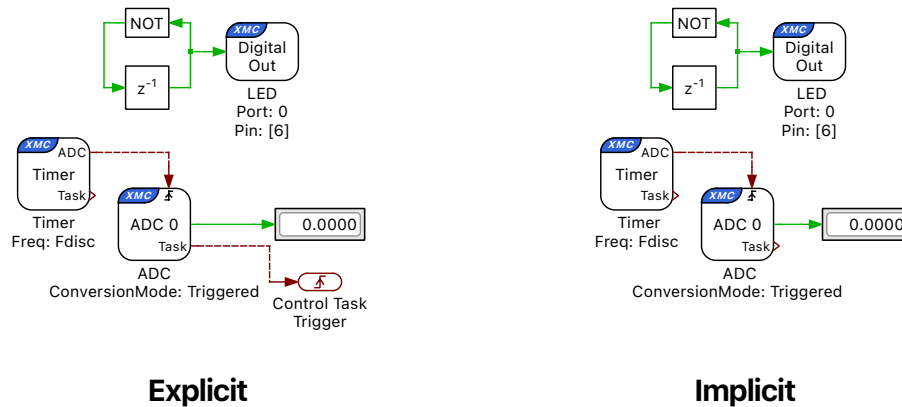 NOT
XMC
Digital
Out
z-1
LED
Port: 0
Pin: [6]
XMC
ADC
Timer
Task
Timer
Freq: Fdisc
XMC
ADC 0
Task
0.0000
ADC
ConversionMode: Triggered
Control Task
Trigger
Explicit
NOT
XMC
Digital
Out
z-1
LED
Port: 0
Pin: [6]
XMC
ADC
Timer
Task
Timer
Freq: Fdisc
XMC
ADC 0
Task
0.0000
ADC
ConversionMode: Triggered
Implicit